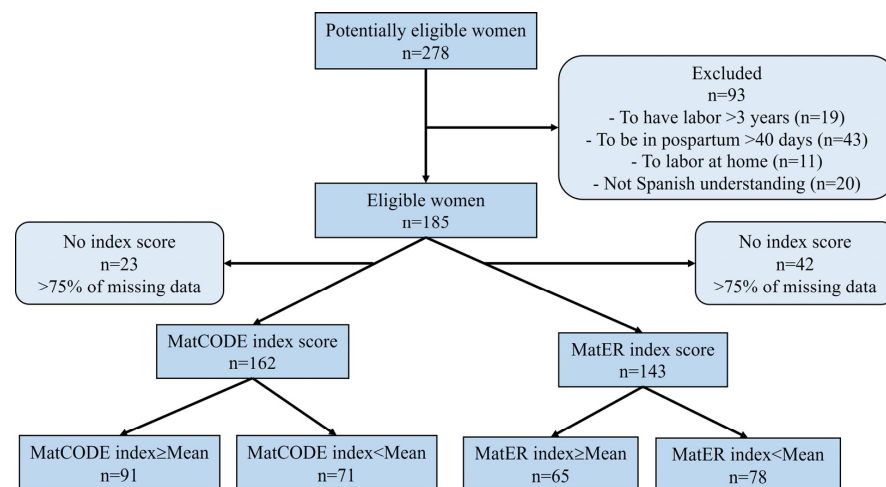 Potentially eligible women
n=278
Excluded
n=93
- To have labor >3 years (n=19)
- To be in pospartum >40 days (n=43)
- To labor at home (n=11)
- Not Spanish understanding (n=20)
Eligible women
n=185
No index score
n=23
>75% of missing data
No index score
n=42
>75% of missing data
MatCODE index score
n=162
MatER index score
n=143
MatCODE index≥Mean
n=91
MatCODE index<Mean
n=71
MatER index≥Mean
n=65
MatER index<Mean
n=78